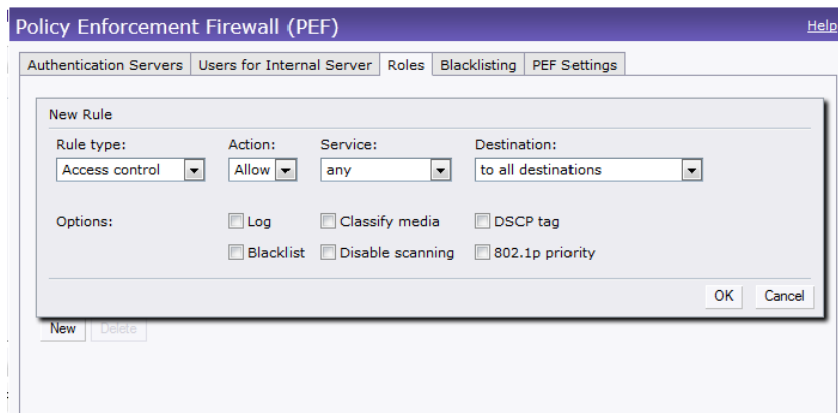 Policy Enforcement Firewall (PEF)
Help
Authentication Servers Users for Internal Server Roles Blacklisting PEF Settings
New Rule
Rule type: Action: Service: Destination:
Access control Allow any to all destinations
Options: Log Classify media DSCP tag
Blacklist Disable scanning 802.1p priority
OK Cancel
New Delete